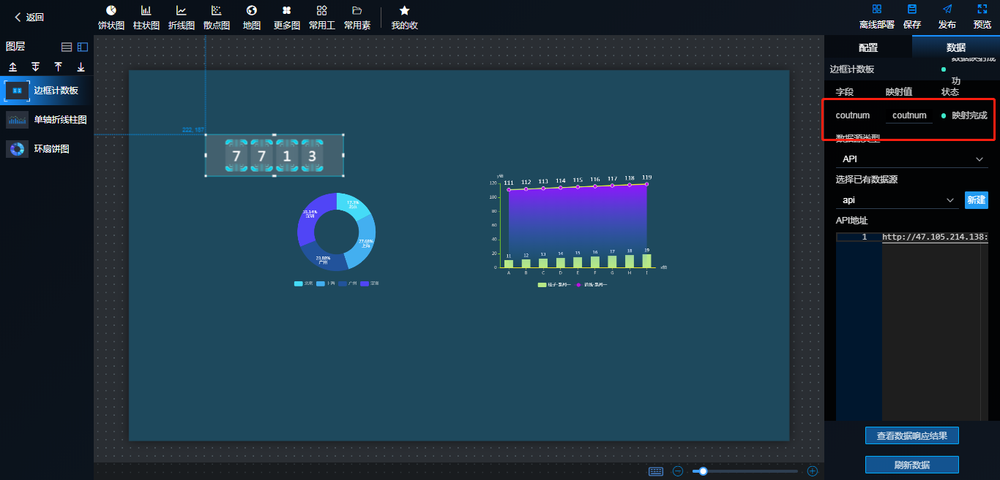 返回
饼状图 柱状图 折线图 散点图 地图 更多图 常用工 常用素 我的收
离线部署 保存 发布 预览
图层
边框计数板
单轴折线柱图
环扇饼图
222,187
7 7 1 3
17.3%
北京
27.68%
上海
23.88%
广州
31.14%
深圳
北京 上海 广州 深圳
y轴
120
100
80
60
40
20
0
111 112 113 114 115 116 117 118 119
11 12 13 14 15 16 17 18 19
A B C D E F G H I
x轴
柱子-系列一 折线-系列一
配置 数据
数据映射成
边框计数板
功
字段 映射值 状态
coutnum coutnum 映射完成
数据源类型
API
选择已有数据源
api 新建
API地址
1 http://47.105.214.138:
查看数据响应结果
刷新数据